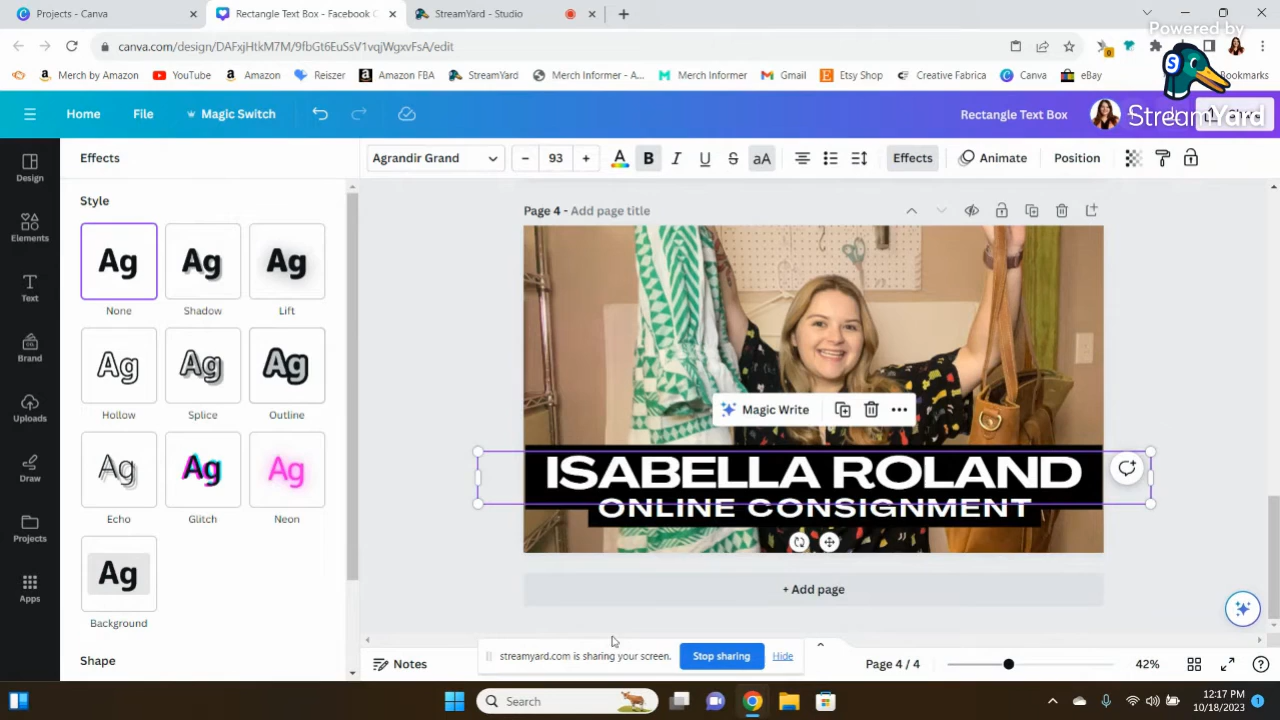 Projects - Canva
Rectangle Text Box - Facebook C
StreamYard - Studio
Powered by
canva.com/design/DAFxjHtkM7M/9fbGt6EuSsV1vqjWgxvFsA/edit
Merch by Amazon
YouTube
Amazon
Reiszer
Amazon FBA
StreamYard
Merch Informer - A...
Merch Informer
Gmail
Etsy Shop
Creative Fabrica
Canva
eBay
Bookmarks
StreamYard
Home
File
Magic Switch
Rectangle Text Box
Effects
Agrandir Grand
93
Effects
Animate
Position
Design
Elements
Text
Brand
Uploads
Draw
Projects
Apps
Style
Ag
Ag
Ag
None
Shadow
Lift
Ag
Ag
Ag
Hollow
Splice
Outline
Ag
Ag
Ag
Echo
Glitch
Neon
Ag
Background
Shape
Page 4 - Add page title
Magic Write
ISABELLA ROLAND
ONLINE CONSIGNMENT
+ Add page
streamyard.com is sharing your screen.
Stop sharing
Hide
Notes
Page 4 / 4
42%
Search
12:17 PM
10/18/2023
1